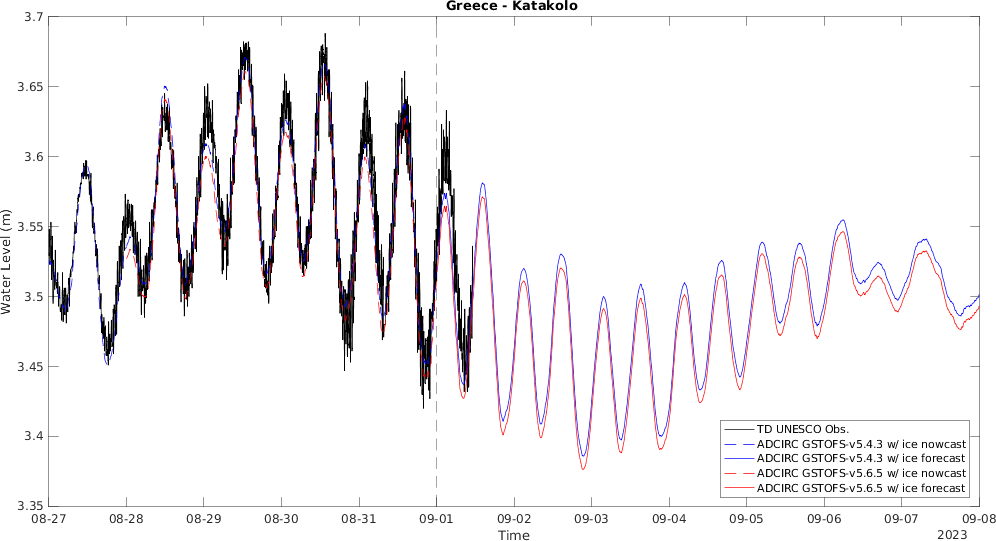 Greece - Katakolo
3.7
3.65
3.6
3.55
3.5
3.45
3.4
3.35
Water Level (m)
08-27 08-28 08-29 08-30 08-31 09-01 09-02 09-03 09-04 09-05 09-06 09-07 09-08
Time
2023
TD UNESCO Obs.
ADCIRC GSTOFS-v5.4.3 w/ ice nowcast
ADCIRC GSTOFS-v5.4.3 w/ ice forecast
ADCIRC GSTOFS-v5.6.5 w/ ice nowcast
ADCIRC GSTOFS-v5.6.5 w/ ice forecast